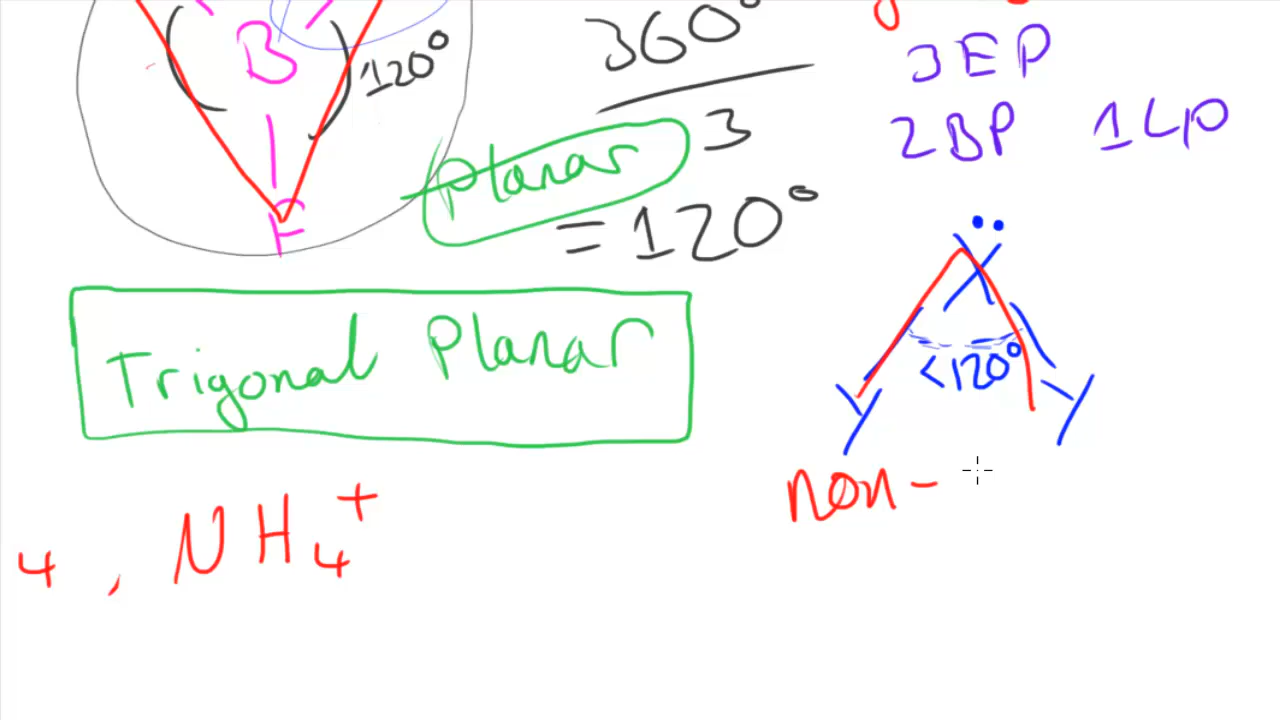 B
120°
F
360°
3
= 120°
planar
Trigonal Planar
4 , NH4+
3EP
2BP 1LP
X
<120°
Y Y
non-